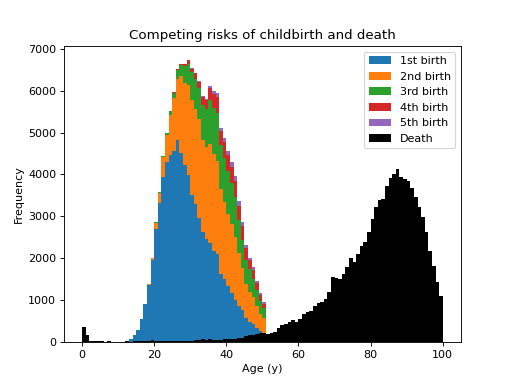 Competing risks of childbirth and death
7000
6000
5000
4000
3000
2000
1000
0
Frequency
1st birth
2nd birth
3rd birth
4th birth
5th birth
Death
0 20 40 60 80 100
Age (y)